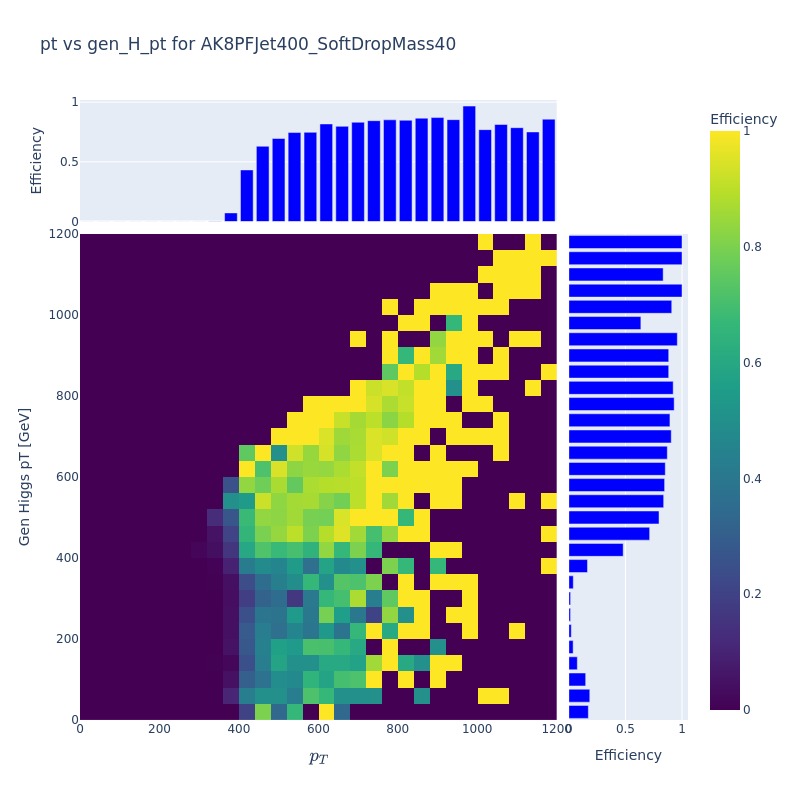 pt vs gen_H_pt for AK8PFJet400_SoftDropMass40
Efficiency
1
0.5
0
Efficiency
1
0.8
0.6
0.4
0.2
0
Gen Higgs pT [GeV]
1200
1000
800
600
400
200
0
0 200 400 600 800 1000 1200
0 0.5 1
pT
Efficiency